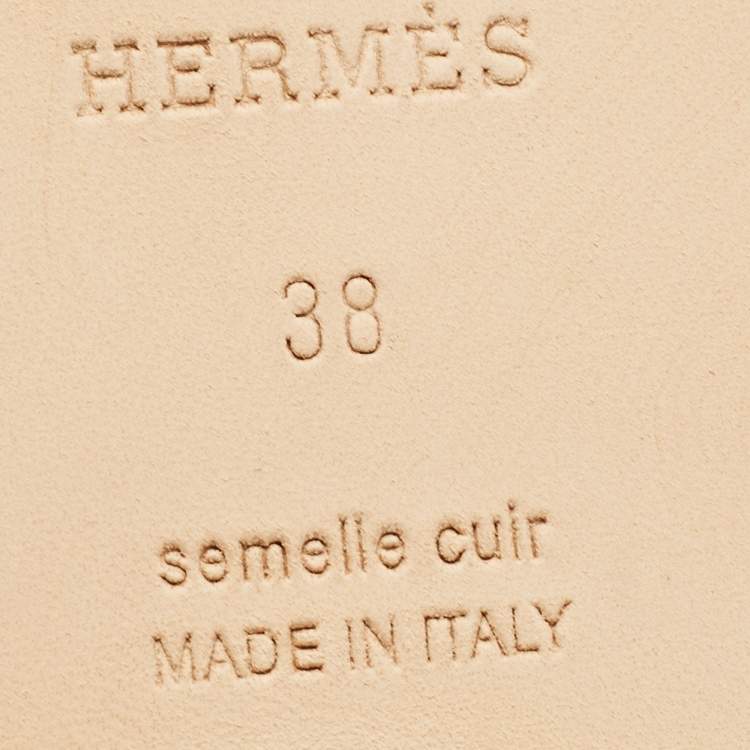 HERMÈS
38
semelle cuir
MADE IN ITALY